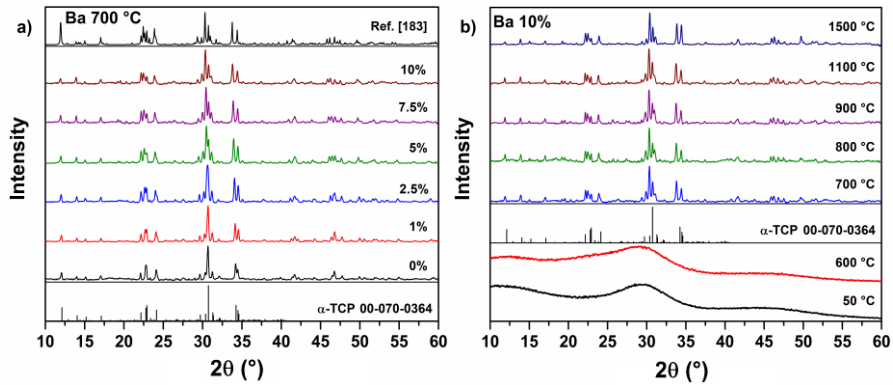 a)
Ba 700 °C
Ref. [183]
10%
7.5%
5%
2.5%
1%
0%
α-TCP 00-070-0364
Intensity
10 15 20 25 30 35 40 45 50 55 60
2θ (°)
b)
Ba 10%
1500 °C
1100 °C
900 °C
800 °C
700 °C
α-TCP 00-070-0364
600 °C
50 °C
Intensity
10 15 20 25 30 35 40 45 50 55 60
2θ (°)